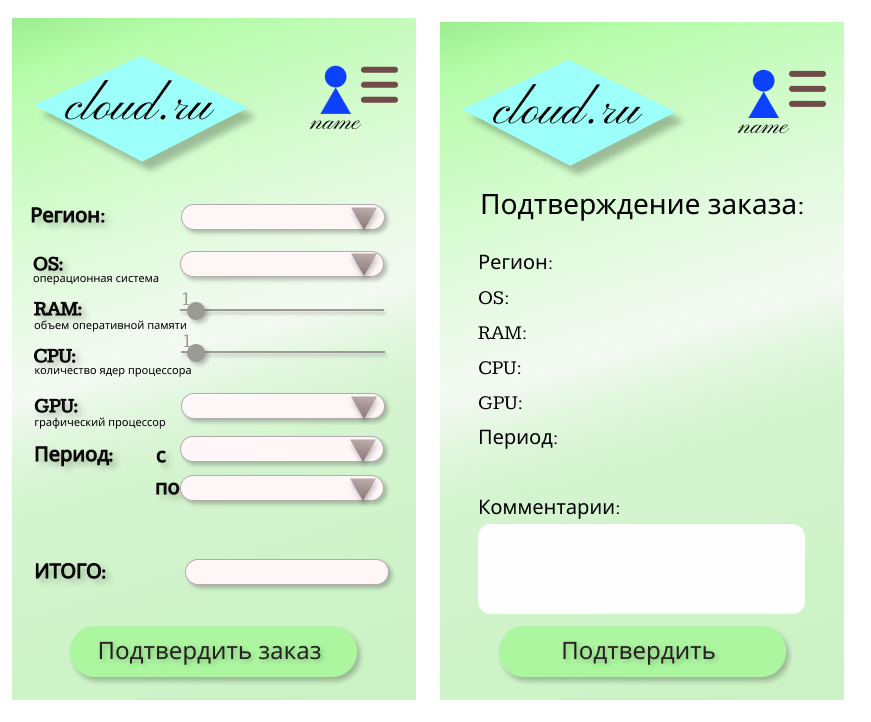 cloud.ru
name
Регион:
OS:
операционная система
1
RAM:
объем оперативной памяти
1
CPU:
количество ядер процессора
GPU:
графический процессор
Период: с
по
ИТОГО:
Подтвердить заказ
cloud.ru
name
Подтверждение заказа:
Регион:
OS:
RAM:
CPU:
GPU:
Период:
Комментарии:
Подтвердить